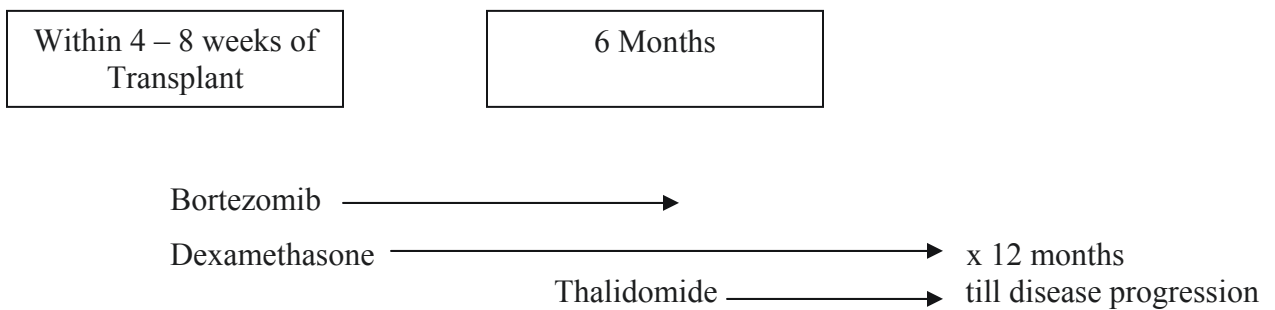 Within 4 – 8 weeks of
Transplant
6 Months
Bortezomib
Dexamethasone x 12 months
Thalidomide till disease progression